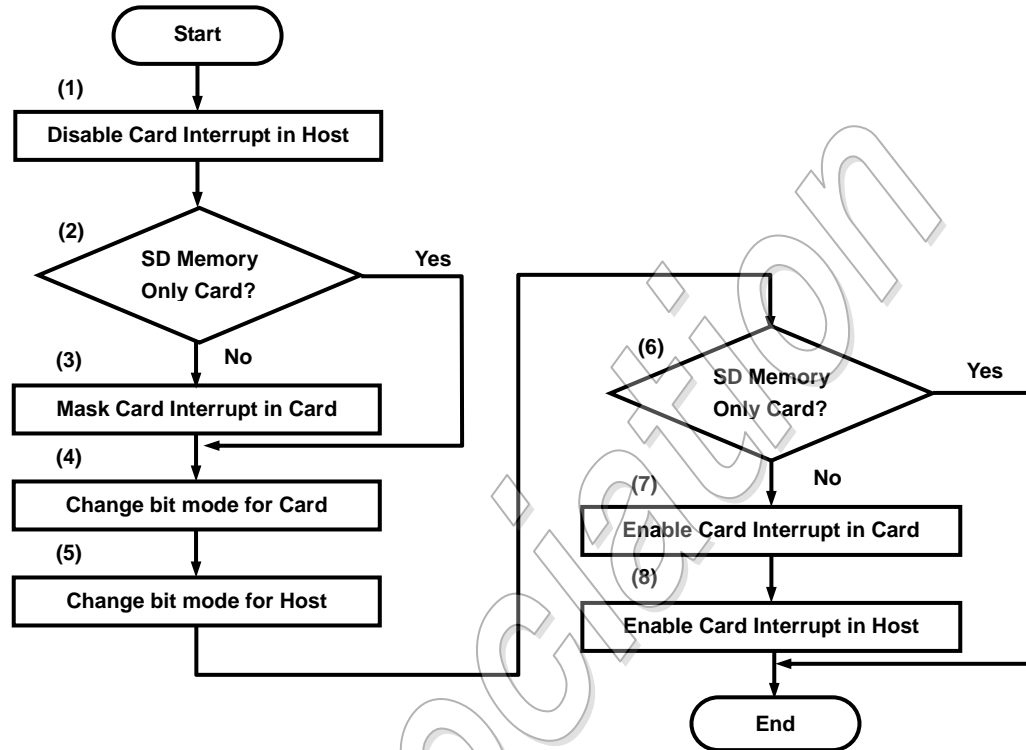 Start
(1)
Disable Card Interrupt in Host
(2)
SD Memory
Only Card?
Yes
No
(3)
Mask Card Interrupt in Card
(4)
Change bit mode for Card
(5)
Change bit mode for Host
(6)
SD Memory
Only Card?
Yes
No
(7)
Enable Card Interrupt in Card
(8)
Enable Card Interrupt in Host
End
ociation